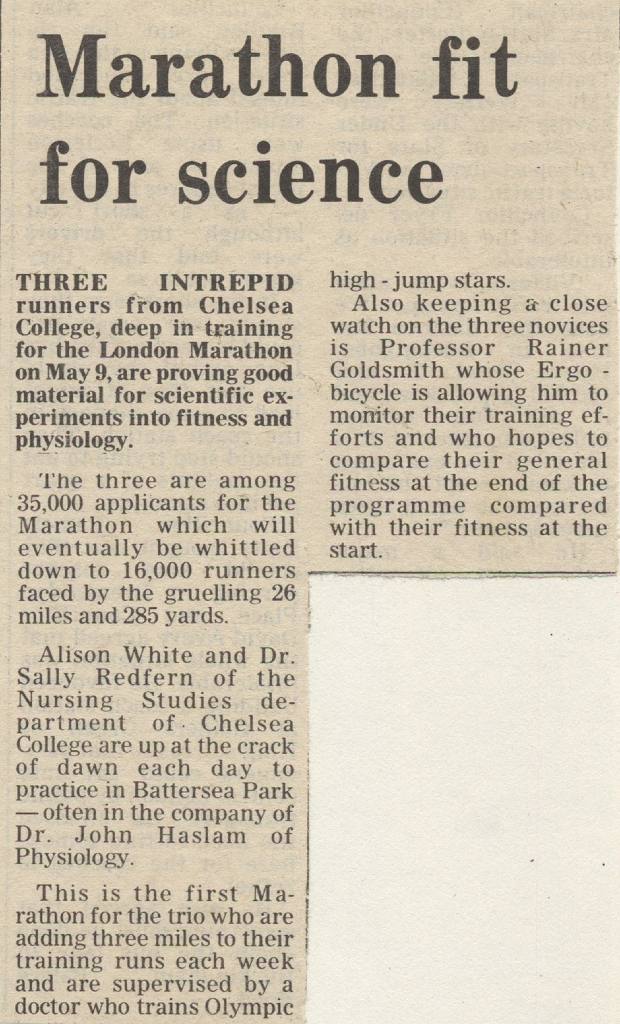 Marathon fit
for science
THREE INTREPID
runners from Chelsea
College, deep in training
for the London Marathon
on May 9, are proving good
material for scientific ex-
periments into fitness and
physiology.
The three are among
35,000 applicants for the
Marathon which will
eventually be whittled
down to 16,000 runners
faced by the gruelling 26
miles and 285 yards.
Alison White and Dr.
Sally Redfern of the
Nursing Studies de-
partment of Chelsea
College are up at the crack
of dawn each day to
practice in Battersea Park
— often in the company of
Dr. John Haslam of
Physiology.
This is the first Ma-
rathon for the trio who are
adding three miles to their
training runs each week
and are supervised by a
doctor who trains Olympic
high - jump stars.
Also keeping a close
watch on the three novices
is Professor Rainer
Goldsmith whose Ergo -
bicycle is allowing him to
monitor their training ef-
forts and who hopes to
compare their general
fitness at the end of the
programme compared
with their fitness at the
start.